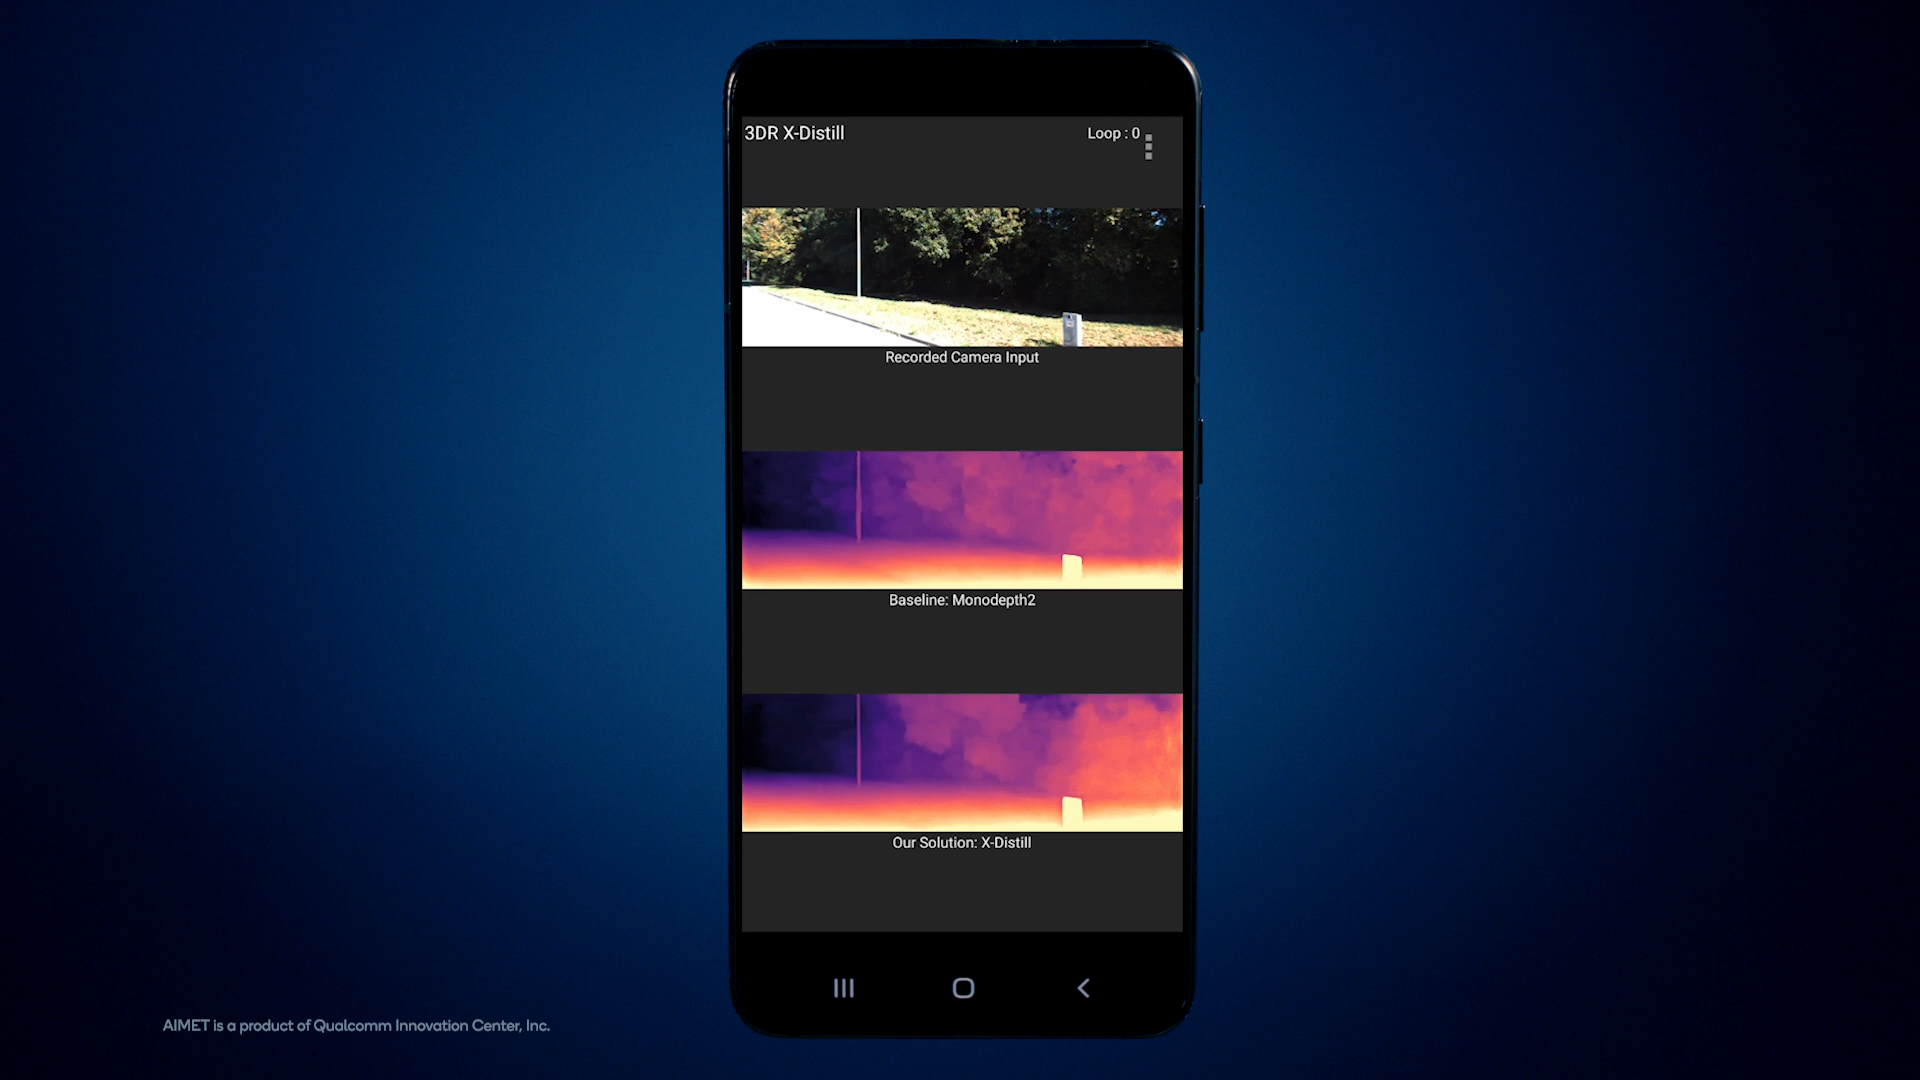 3DR X-Distill
Loop : 0
Recorded Camera Input
Baseline: Monodepth2
Our Solution: X-Distill
AIMET is a product of Qualcomm Innovation Center, Inc.